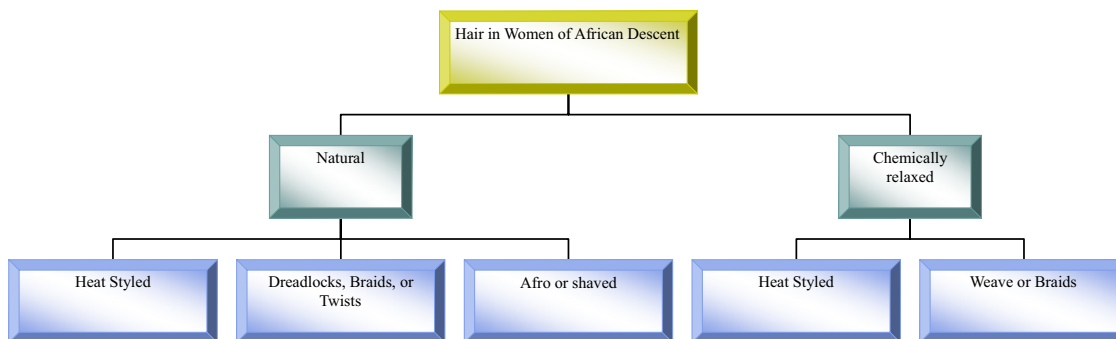 Hair in Women of African Descent
Natural
Chemically
relaxed
Heat Styled
Dreadlocks, Braids, or
Twists
Afro or shaved
Heat Styled
Weave or Braids